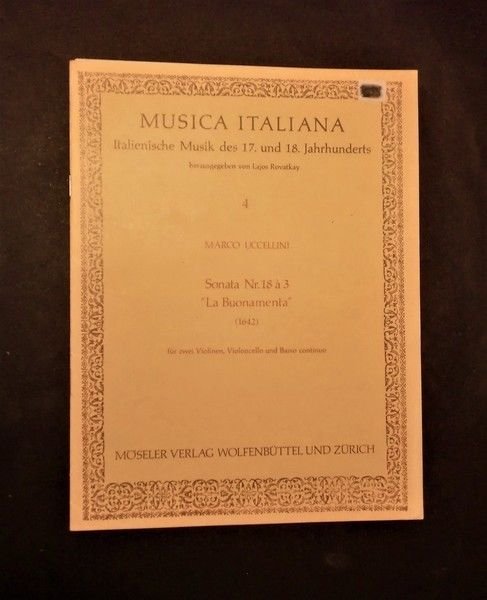 MUSICA ITALIANA
Italienische Musik des 17. und 18. Jahrhunderts
herausgegeben von Lajos Rovatkay
4
MARCO UCCELLINI
Sonata Nr. 18 à 3
"La Buonamenta"
(1642)
für zwei Violinen, Violoncello und Basso continuo
MÖSELER VERLAG WOLFENBÜTTEL UND ZÜRICH